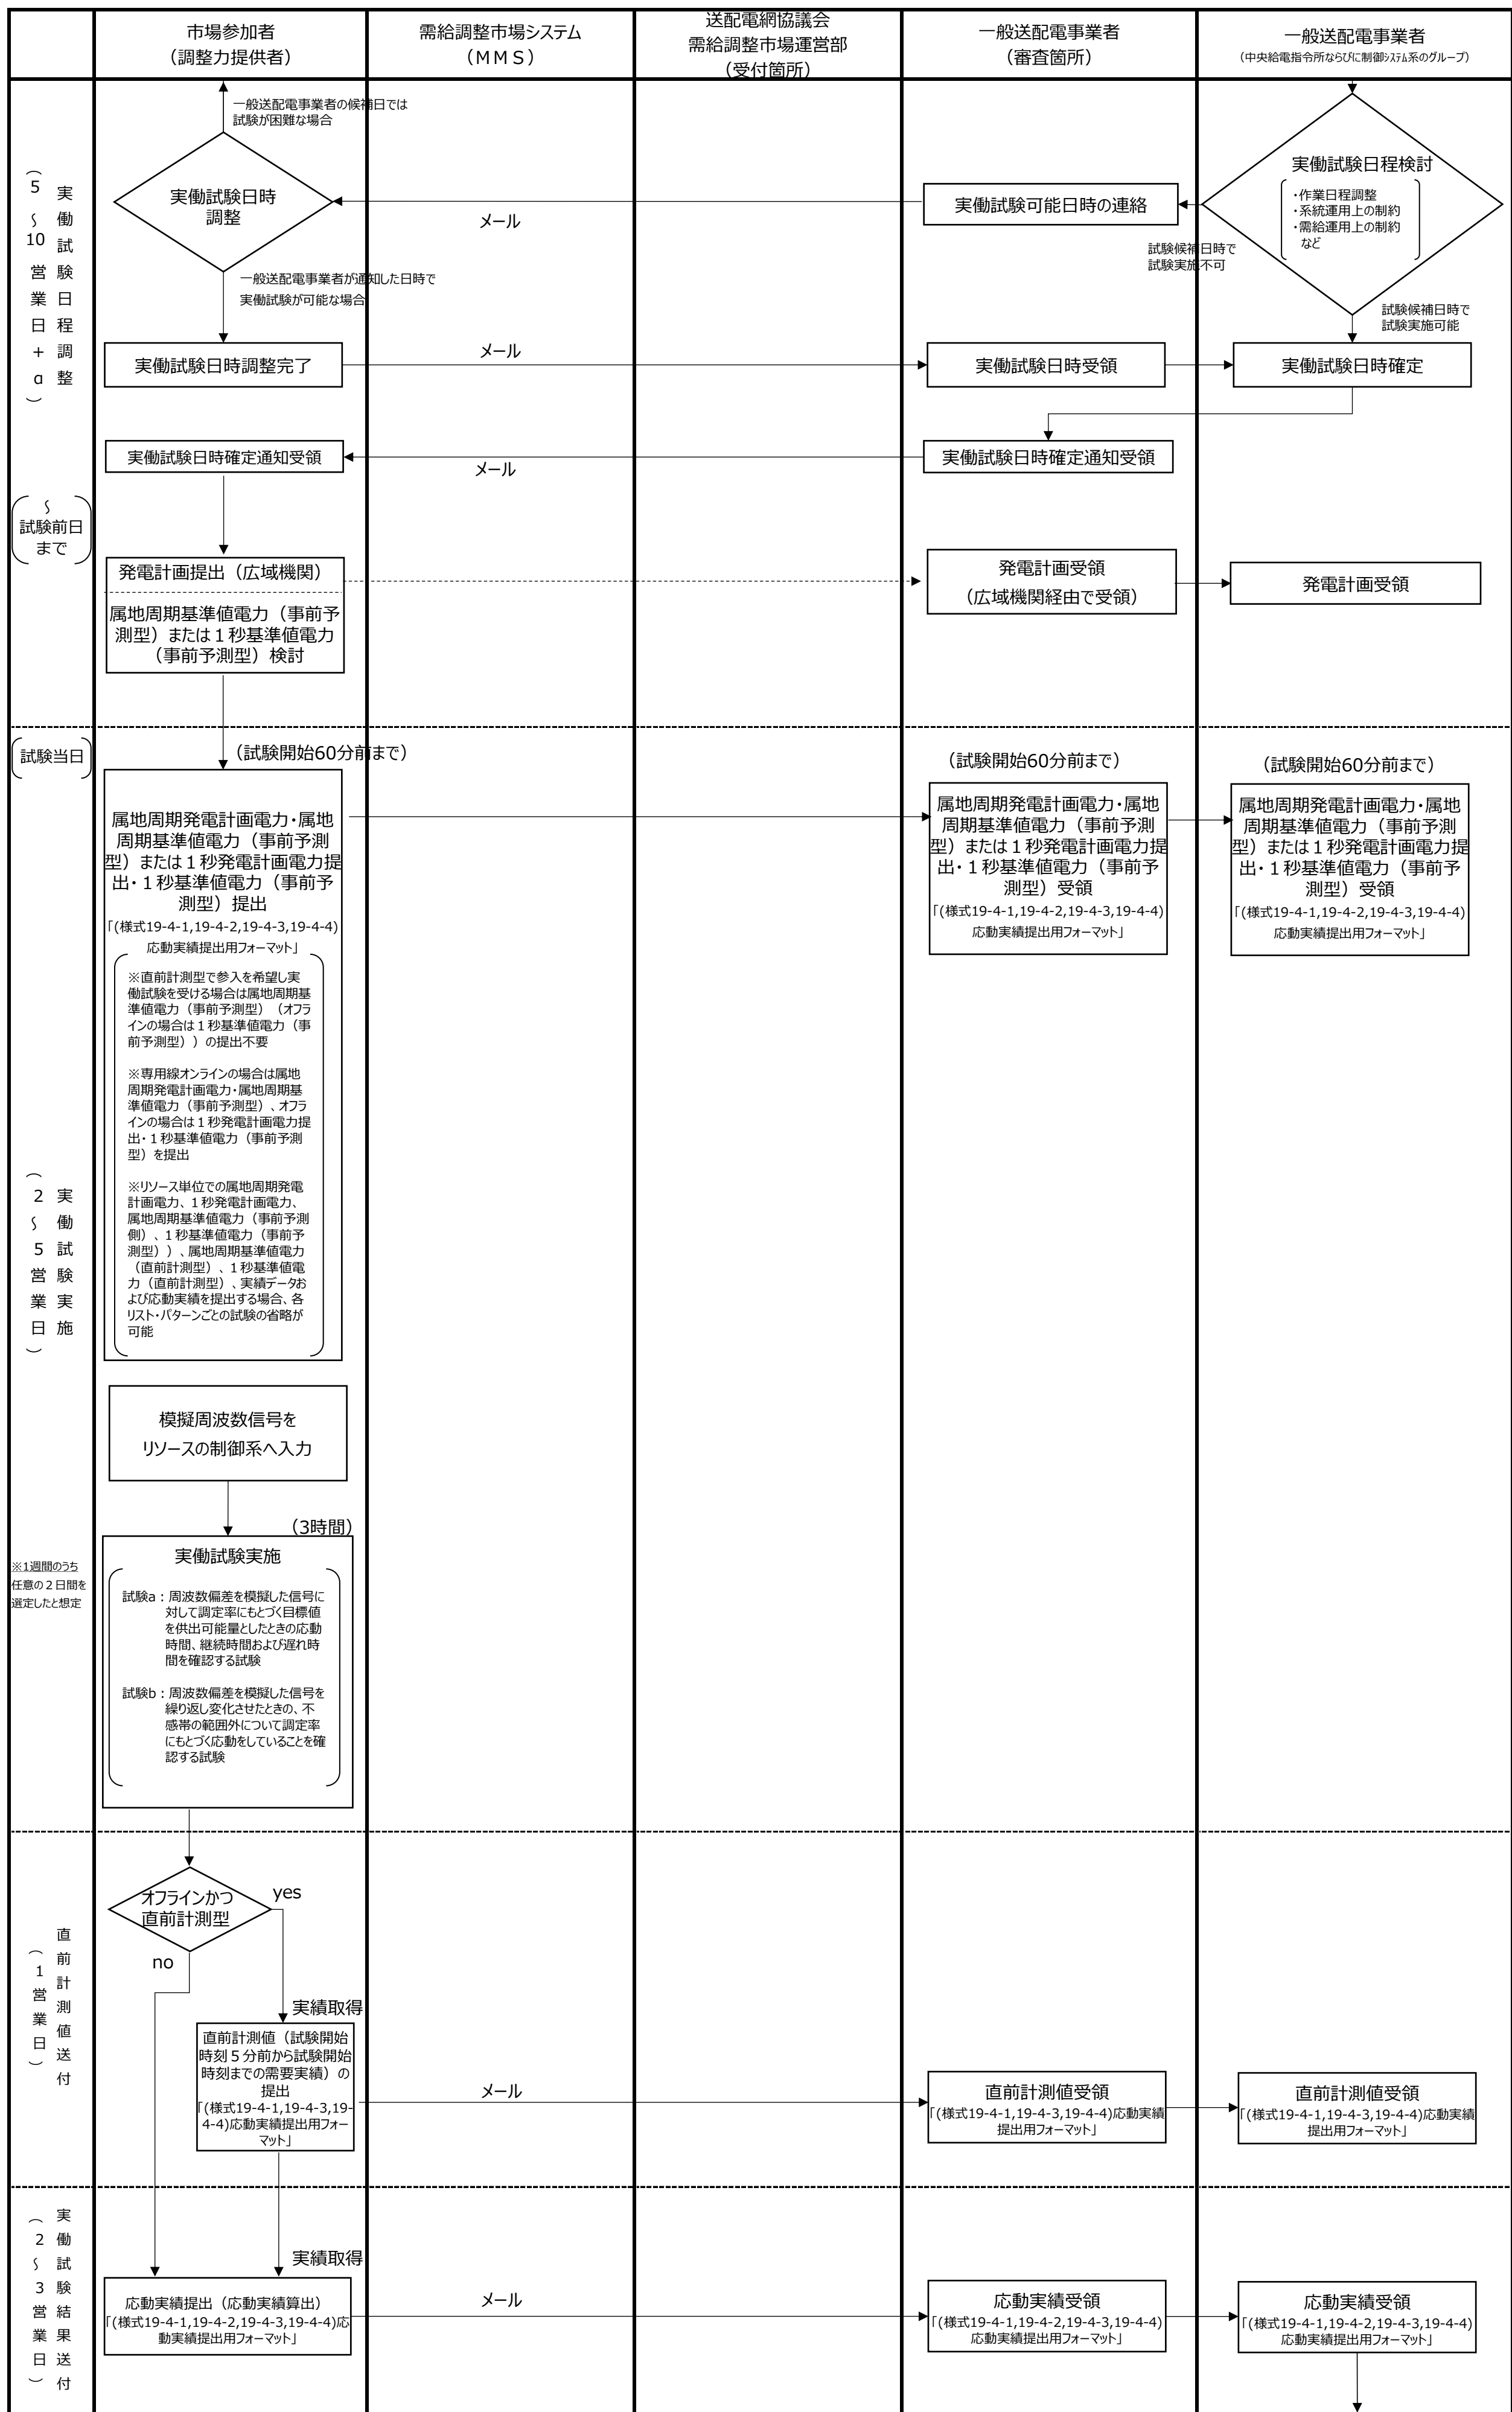 市場参加者
（調整力提供者）
需給調整市場システム
（ＭＭＳ）
送配電網協議会
需給調整市場運営部
（受付箇所）
一般送配電事業者
（審査箇所）
一般送配電事業者
（中央給電指令所ならびに制御ｼｽﾃﾑ系のグループ）
実働試験日程調整
（5～10営業日+α）
一般送配電事業者の候補日では
試験が困難な場合
実働試験日時
調整
メール
実働試験可能日時の連絡
実働試験日程検討
・作業日程調整
・系統運用上の制約
・需給運用上の制約
など
試験候補日時で
試験実施不可
一般送配電事業者が通知した日時で
実働試験が可能な場合
試験候補日時で
試験実施可能
実働試験日時調整完了
メール
実働試験日時受領
実働試験日時確定
実働試験日時確定通知受領
メール
実働試験日時確定通知受領
～
試験前日
まで
発電計画提出（広域機関）
属地周期基準値電力（事前予
測型）または１秒基準値電力
（事前予測型）検討
発電計画受領
（広域機関経由で受領）
発電計画受領
試験当日
（試験開始60分前まで）
（試験開始60分前まで）
（試験開始60分前まで）
属地周期発電計画電力・属地
周期基準値電力（事前予測
型）または１秒発電計画電力提
出・１秒基準値電力（事前予
測型）提出
「(様式19-4-1,19-4-2,19-4-3,19-4-4)
応動実績提出用フォーマット」
※直前計測型で参入を希望し実
働試験を受ける場合は属地周期基
準値電力（事前予測型）（オフラ
インの場合は１秒基準値電力（事
前予測型））の提出不要
※専用線オンラインの場合は属地
周期発電計画電力・属地周期基
準値電力（事前予測型）、オフラ
インの場合は１秒発電計画電力提
出・１秒基準値電力（事前予測
型）を提出
※リソース単位での属地周期発電
計画電力、１秒発電計画電力、
属地周期基準値電力（事前予測
側）、１秒基準値電力（事前予
測型））、属地周期基準値電力
（直前計測型）、１秒基準値電
力（直前計測型）、実績データお
よび応動実績を提出する場合、各
リスト・パターンごとの試験の省略が
可能
属地周期発電計画電力・属地
周期基準値電力（事前予測
型）または１秒発電計画電力提
出・１秒基準値電力（事前予
測型）受領
「(様式19-4-1,19-4-2,19-4-3,19-4-4)
応動実績提出用フォーマット」
属地周期発電計画電力・属地
周期基準値電力（事前予測
型）または１秒発電計画電力提
出・１秒基準値電力（事前予
測型）受領
「(様式19-4-1,19-4-2,19-4-3,19-4-4)
応動実績提出用フォーマット」
実働試験実施
（2～5営業日）
模擬周波数信号を
リソースの制御系へ入力
※1週間のうち
任意の２日間を
選定したと想定
（3時間）
実働試験実施
試験a：周波数偏差を模擬した信号に
対して調定率にもとづく目標値
を供出可能量としたときの応動
時間、継続時間および遅れ時
間を確認する試験
試験b：周波数偏差を模擬した信号を
繰り返し変化させたときの、不
感帯の範囲外について調定率
にもとづく応動をしていることを確
認する試験
直前計測値送付
（1営業日）
オフラインかつ
直前計測型
yes
no
実績取得
直前計測値（試験開始
時刻５分前から試験開始
時刻までの需要実績）の
提出
「(様式19-4-1,19-4-3,19-
4-4)応動実績提出用フォー
マット」
メール
直前計測値受領
「(様式19-4-1,19-4-3,19-4-4)応動実績
提出用フォーマット」
直前計測値受領
「(様式19-4-1,19-4-3,19-4-4)応動実績
提出用フォーマット」
実働試験結果送付
（2～3営業日）
実績取得
応動実績提出（応動実績算出）
「(様式19-4-1,19-4-2,19-4-3,19-4-4)応
動実績提出用フォーマット」
メール
応動実績受領
「(様式19-4-1,19-4-2,19-4-3,19-4-4)
応動実績提出用フォーマット」
応動実績受領
「(様式19-4-1,19-4-2,19-4-3,19-4-4)
応動実績提出用フォーマット」